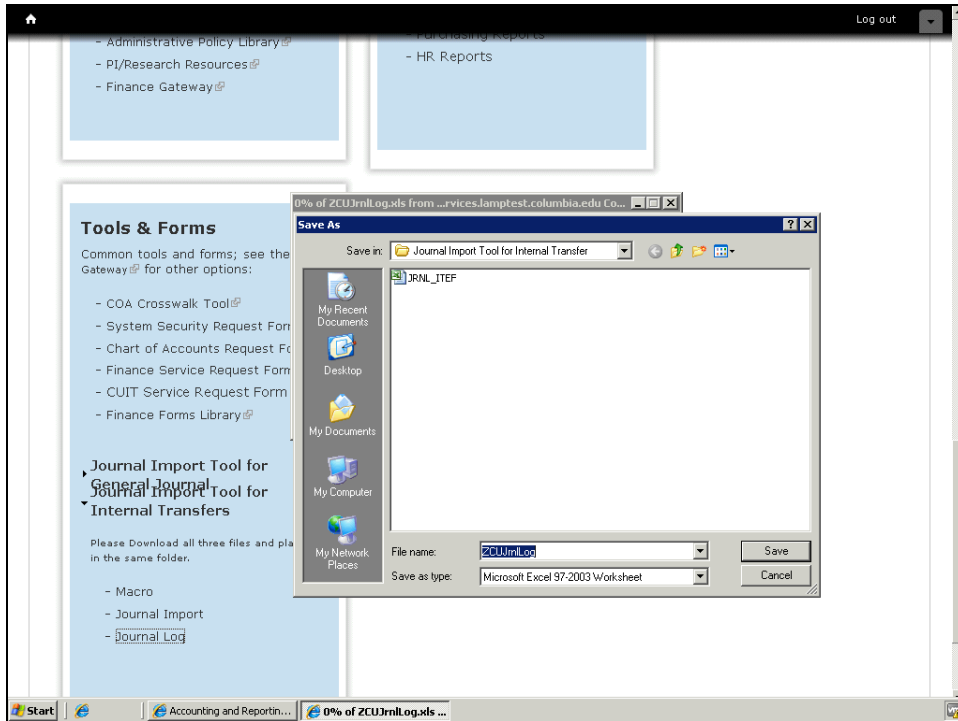 Log out
- Administrative Policy Library
- PI/Research Resources
- Finance Gateway
- Purchasing Reports
- HR Reports
Tools & Forms
Common tools and forms; see the
Gateway for other options:
- COA Crosswalk Tool
- System Security Request Form
- Chart of Accounts Request Fo
- Finance Service Request Form
- CUIT Service Request Form
- Finance Forms Library
Journal Import Tool for
General Journal
Journal Import Tool for
Internal Transfers
Please Download all three files and pla
in the same folder.
- Macro
- Journal Import
- Journal Log
0% of ZCUJrnlLog.xls from ...rvices.lamptest.columbia.edu Co...
Save As
Save in:
Journal Import Tool for Internal Transfer
JRNL_ITEF
My Recent
Documents
Desktop
My Documents
My Computer
My Network
Places
File name:
ZCUJrnlLog
Save
Save as type:
Microsoft Excel 97-2003 Worksheet
Cancel
Start
Accounting and Reportin...
0% of ZCUJrnlLog.xls ...